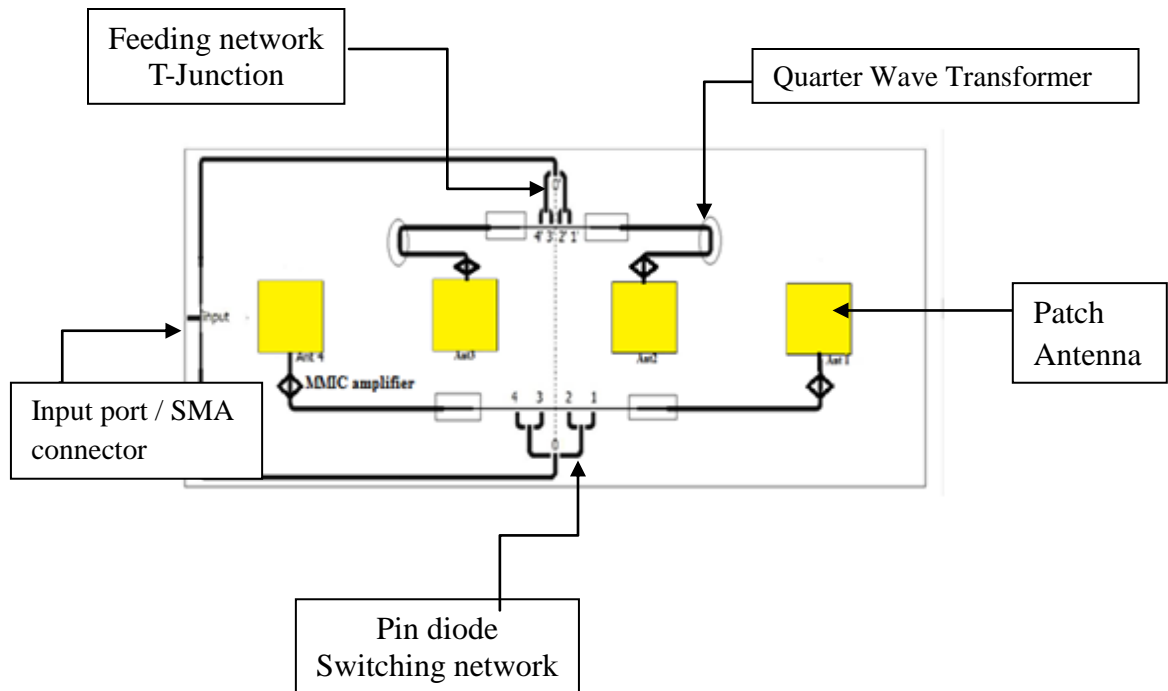 Feeding network
T-Junction
Quarter Wave Transformer
4' 3' 2' 1'
input
Ant 4
Ant3
Ant2
Ant 1
Patch
Antenna
MMIC amplifier
Input port / SMA
connector
4 3 2 1
0
Pin diode
Switching network